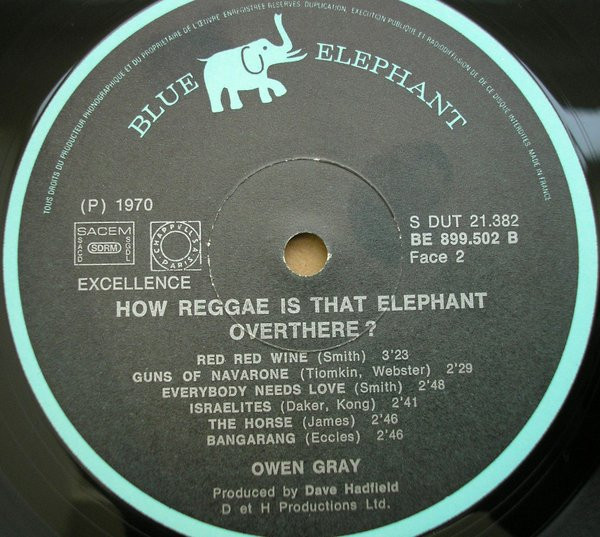 TOUS DROITS DU PRODUCTEUR PHONOGRAPHIQUE ET DU PROPRIETAIRE DE L'ŒUVRE ENREGISTREE RESERVES. DUPLICATION, EXECUTION PUBLIQUE ET RADIODIFFUSION DE CE DISQUE INTERDITES. MADE IN FRANCE
BLUE ELEPHANT
(P) 1970
SACEM
SACD
SDRM
SGDL
CHAPPELL S.A.
PARIS
EXCELLENCE
S DUT 21.382
BE 899.502 B
Face 2
HOW REGGAE IS THAT ELEPHANT
OVERTHERE ?
RED RED WINE (Smith) 3'23
GUNS OF NAVARONE (Tiomkin, Webster) 2'29
EVERYBODY NEEDS LOVE (Smith) 2'48
ISRAELITES (Daker, Kong) 2'41
THE HORSE (James) 2'46
BANGARANG (Eccles) 2'46
OWEN GRAY
Produced by Dave Hadfield
D et H Productions Ltd.